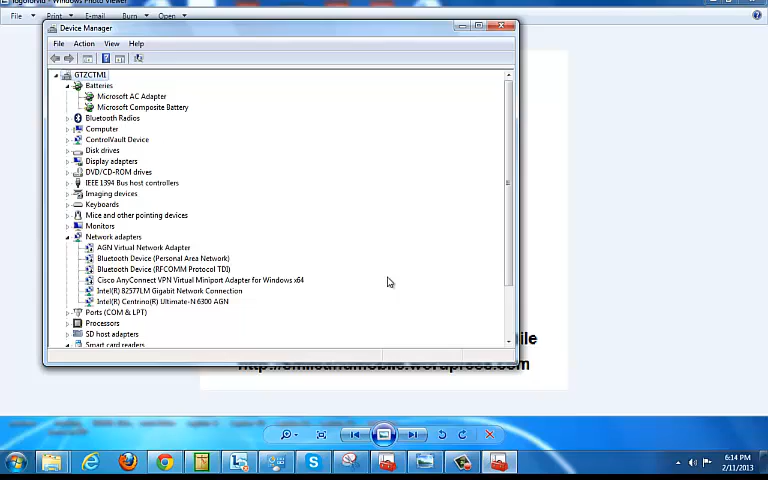 Windows Photo Viewer
File Print E-mail Burn Open
Device Manager
File Action View Help
GTZCTM1
Batteries
Microsoft AC Adapter
Microsoft Composite Battery
Bluetooth Radios
Computer
ControlVault Device
Disk drives
Display adapters
DVD/CD-ROM drives
IEEE 1394 Bus host controllers
Imaging devices
Keyboards
Mice and other pointing devices
Monitors
Network adapters
AGN Virtual Network Adapter
Bluetooth Device (Personal Area Network)
Bluetooth Device (RFCOMM Protocol TDI)
Cisco AnyConnect VPN Virtual Miniport Adapter for Windows x64
Intel(R) 82577LM Gigabit Network Connection
Intel(R) Centrino(R) Ultimate-N 6300 AGN
Ports (COM & LPT)
Processors
SD host adapters
Smart card readers
6:14 PM
2/11/2013